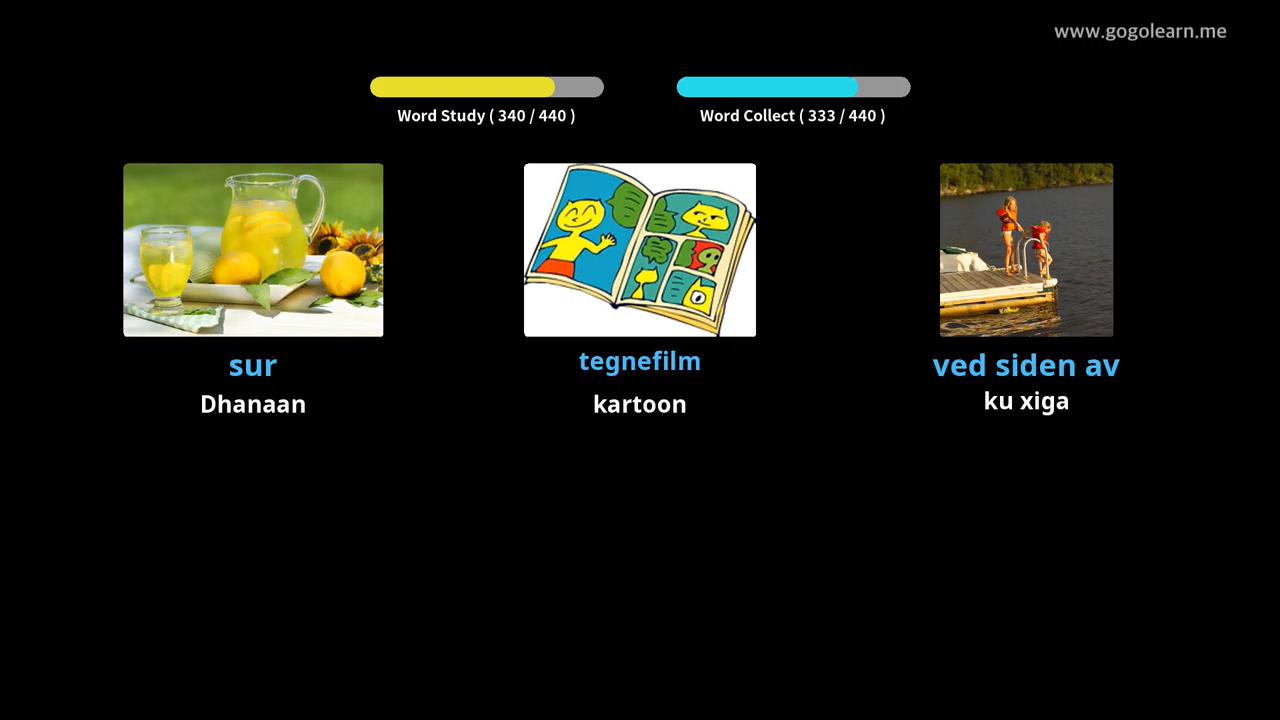 www.gogolearn.me
Word Study ( 340 / 440 )
Word Collect ( 333 / 440 )
sur
Dhanaan
tegnefilm
kartoon
ved siden av
ku xiga